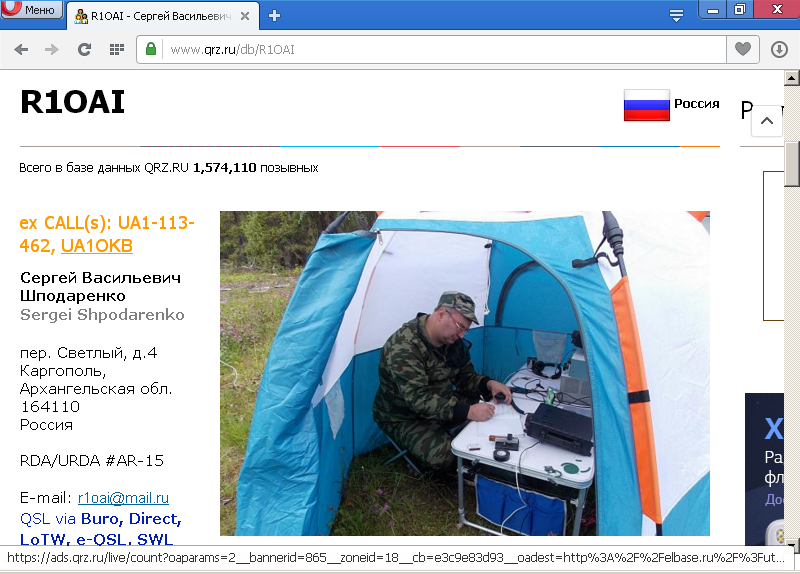 Меню
R1OAI - Сергей Васильевич
www.qrz.ru/db/R1OAI
R1OAI
Россия
Всего в базе данных QRZ.RU 1,574,110 позывных
ex CALL(s): UA1-113-
462, UA1OKB
Сергей Васильевич
Шподаренко
Sergei Shpodarenko
пер. Светлый, д.4
Каргополь,
Архангельская обл.
164110
Россия
RDA/URDA #AR-15
E-mail: r1oai@mail.ru
QSL via Buro, Direct,
LoTW, e-QSL, SWL
https://ads.qrz.ru/live/count?oaparams=2__bannerid=865__zoneid=18__cb=e3c9e83d93__oadest=http%3A%2F%2Felbase.ru%2F%3Fut...